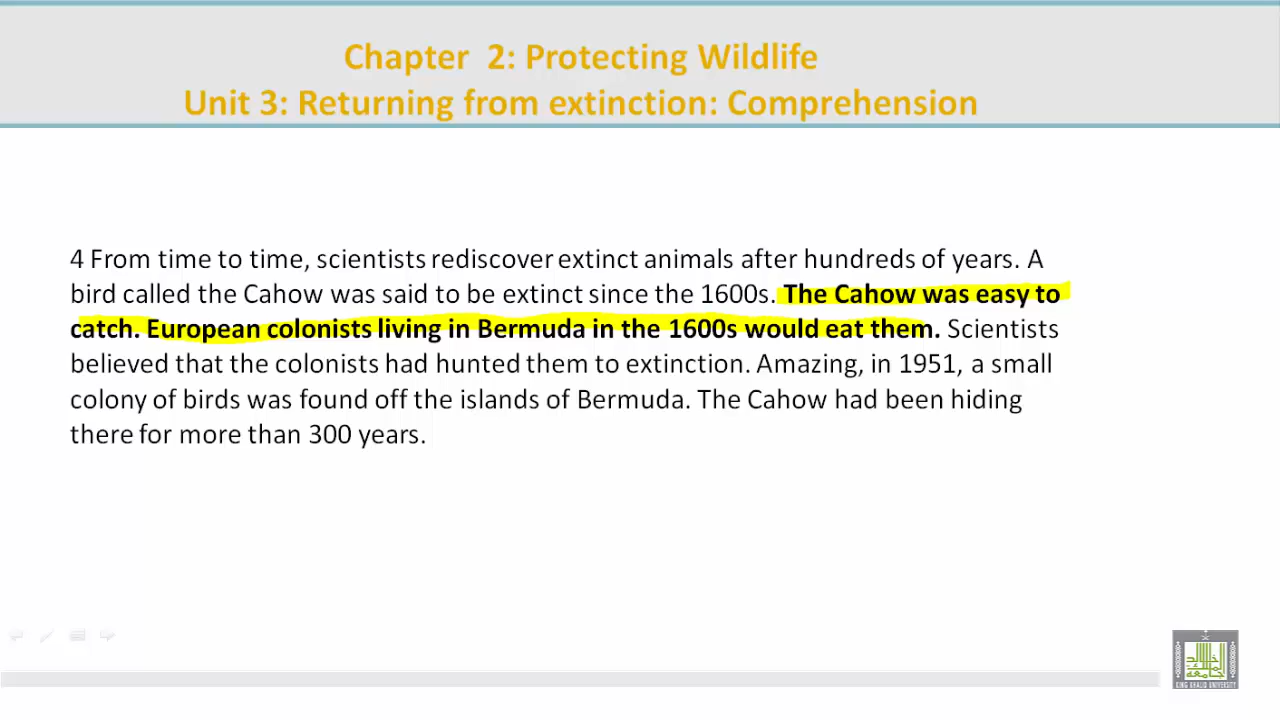 Chapter  2: Protecting Wildlife
Unit 3: Returning from extinction: Comprehension
4 From time to time, scientists rediscover extinct animals after hundreds of years. A
bird called the Cahow was said to be extinct since the 1600s. The Cahow was easy to
catch. European colonists living in Bermuda in the 1600s would eat them. Scientists
believed that the colonists had hunted them to extinction. Amazing, in 1951, a small
colony of birds was found off the islands of Bermuda. The Cahow had been hiding
there for more than 300 years.
KING KHALID UNIVERSITY